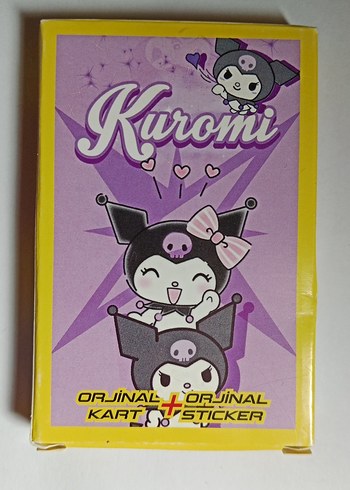 Kuromi
ORJİNAL + ORJİNAL
KART STICKER